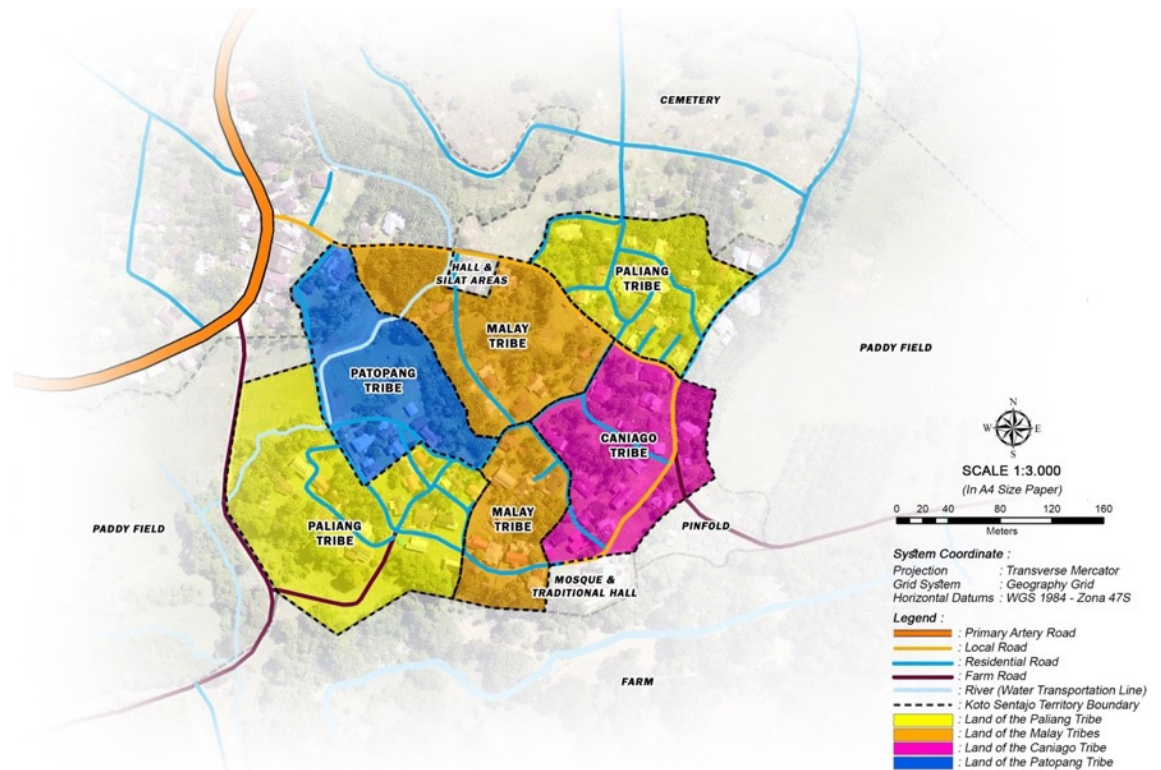 CEMETERY
HALL &
SILAT AREAS
PALIANG
TRIBE
MALAY
TRIBE
PADDY FIELD
PATOPANG
TRIBE
CANIAGO
TRIBE
PADDY FIELD
PALIANG
TRIBE
MALAY
TRIBE
PINFOLD
MOSQUE &
TRADITIONAL HALL
FARM
N
W E
S
SCALE 1:3.000
(In A4 Size Paper)
0 20 40 80 120 160
Meters
System Coordinate :
Projection : Transverse Mercator
Grid System : Geography Grid
Horizontal Datums : WGS 1984 - Zona 47S
Legend :
: Primary Artery Road
: Local Road
: Residential Road
: Farm Road
: River (Water Transportation Line)
: Koto Sentajo Territory Boundary
: Land of the Paliang Tribe
: Land of the Malay Tribes
: Land of the Caniago Tribe
: Land of the Patopang Tribe